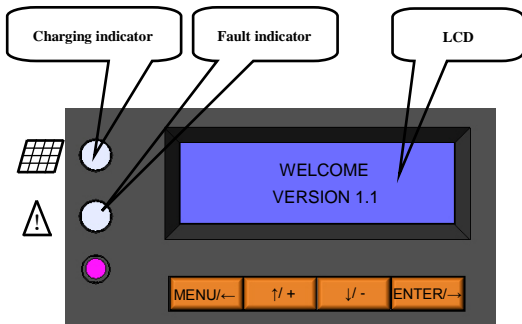 Charging indicator
Fault indicator
LCD
WELCOME
VERSION 1.1
MENU/←
↑/ +
↓/ -
ENTER/→